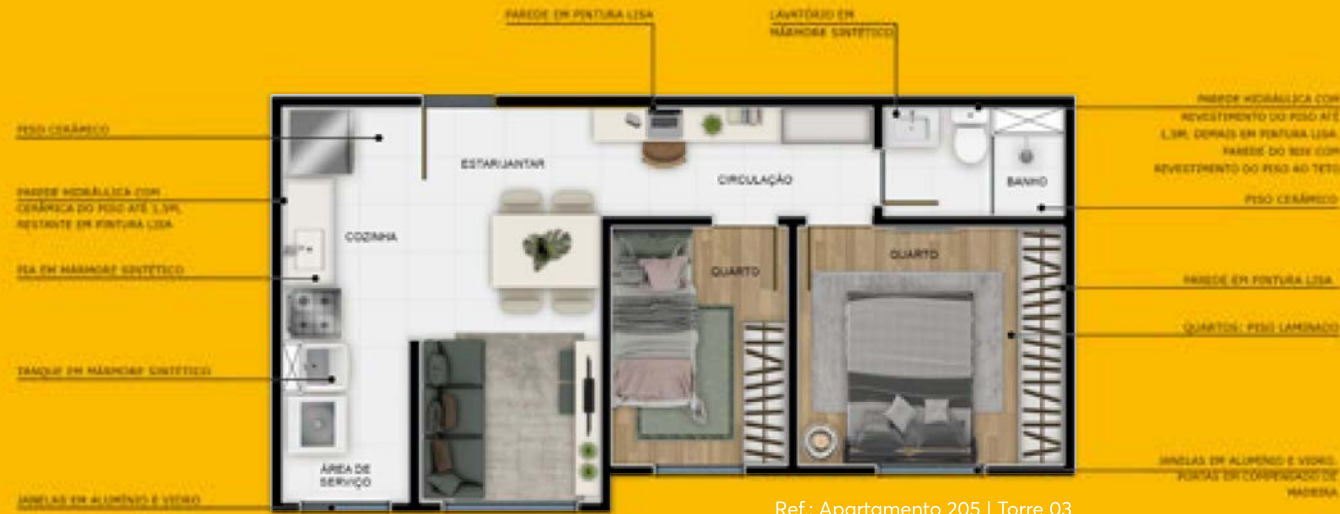 PAREDE EM PINTURA LISA
LAVATÓRIO EM
MÁRMORE SINTÉTICO
PISO CERÂMICO
PAREDE HIDRÁULICA COM
CERÂMICA DO PISO ATÉ 1,5M,
RESTANTE EM PINTURA LISA
PIA EM MÁRMORE SINTÉTICO
TANQUE EM MÁRMORE SINTÉTICO
JANELAS EM ALUMÍNIO E VIDRO
ESTAR/JANTAR
CIRCULAÇÃO
BANHO
COZINHA
QUARTO
QUARTO
ÁREA DE
SERVIÇO
PAREDE HIDRÁULICA COM
REVESTIMENTO DO PISO ATÉ
1,5M. DEMAIS EM PINTURA LISA.
PAREDE DO BOX COM
REVESTIMENTO DO PISO AO TETO
PISO CERÂMICO
PAREDE EM PINTURA LISA
QUARTOS: PISO LAMINADO
JANELAS EM ALUMÍNIO E VIDRO.
PORTAS EM COMPENSADO DE
MADEIRA
Ref.: Apartamento 205 | Torre 03